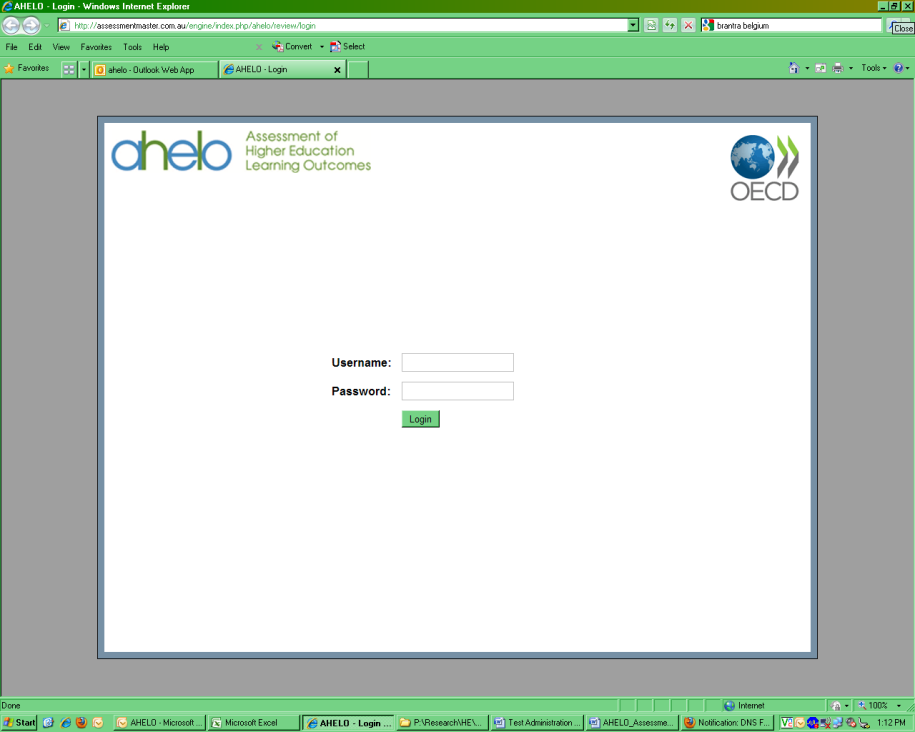 AHELO - Login - Windows Internet Explorer
http://assessmentmaster.com.au/engine/index.php/ahelo/review/login
brantra belgium
Close
File Edit View Favorites Tools Help
Convert Select
Favorites
ahelo - Outlook Web App
AHELO - Login
Tools
ahelo
Assessment of
Higher Education
Learning Outcomes
OECD
Username:
Password:
Login
Done
Internet
100%
Start
AHELO - Microsoft ...
Microsoft Excel
AHELO - Login ...
P:\Research\HE\...
Test Administration ...
AHELO_Assessme...
Notification: DNS F...
1:12 PM